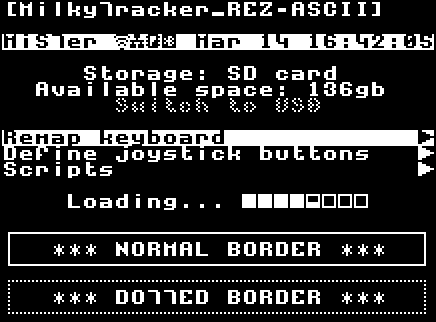 [MilkyTracker_REZ-ASCII]
MiSTer Mar 14 16:42:05
Storage: SD card
Available space: 136gb
Switch to USB
Remap keyboard
Define joystick buttons
Scripts
Loading...
*** NORMAL BORDER ***
*** DOTTED BORDER ***